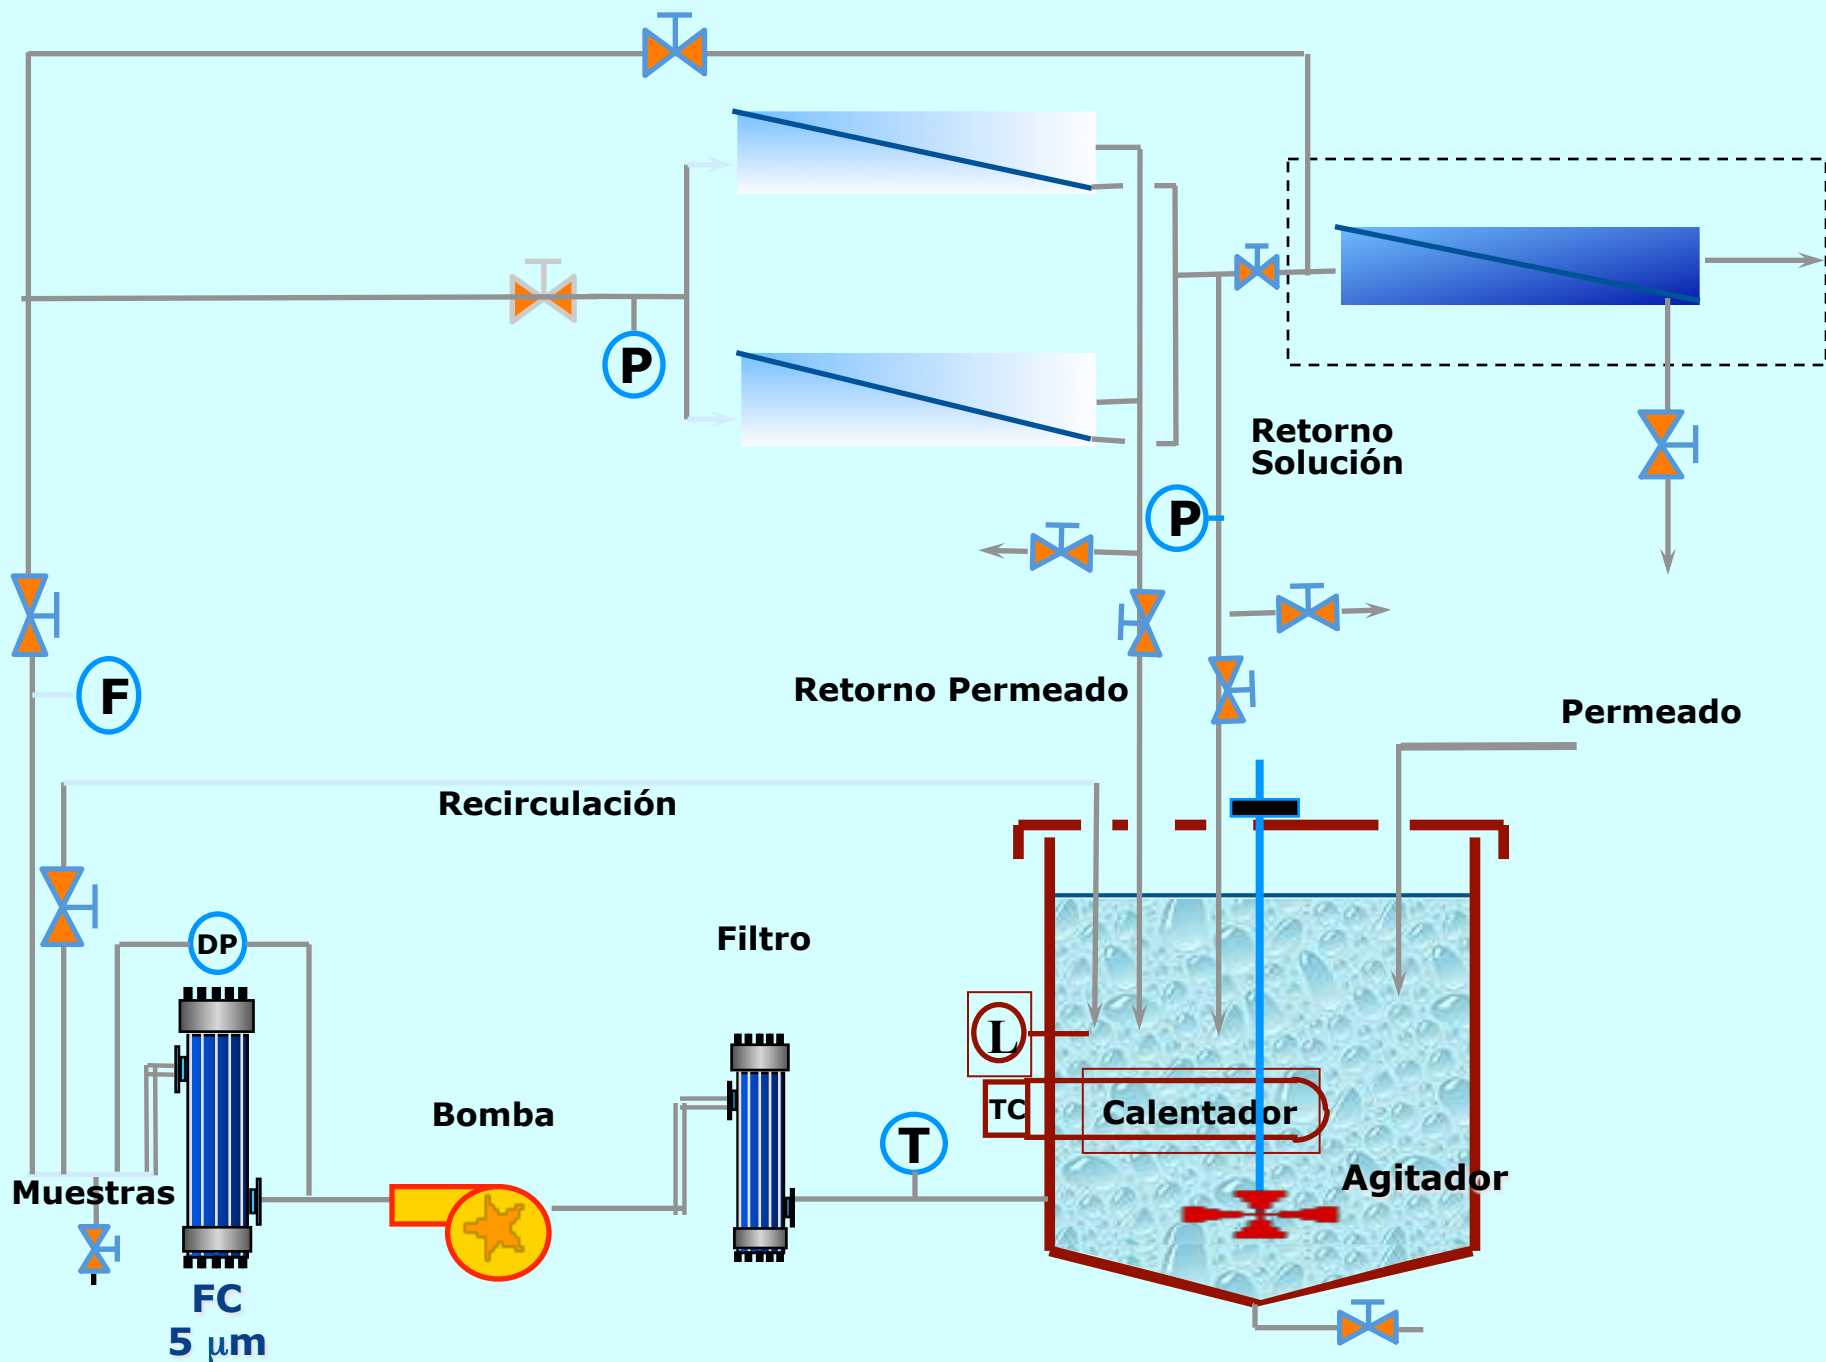 P
Retorno
Solución
P
F
Retorno Permeado
Permeado
Recirculación
DP
Filtro
L
TC
Calentador
Bomba
T
Agitador
Muestras
FC
5 μm